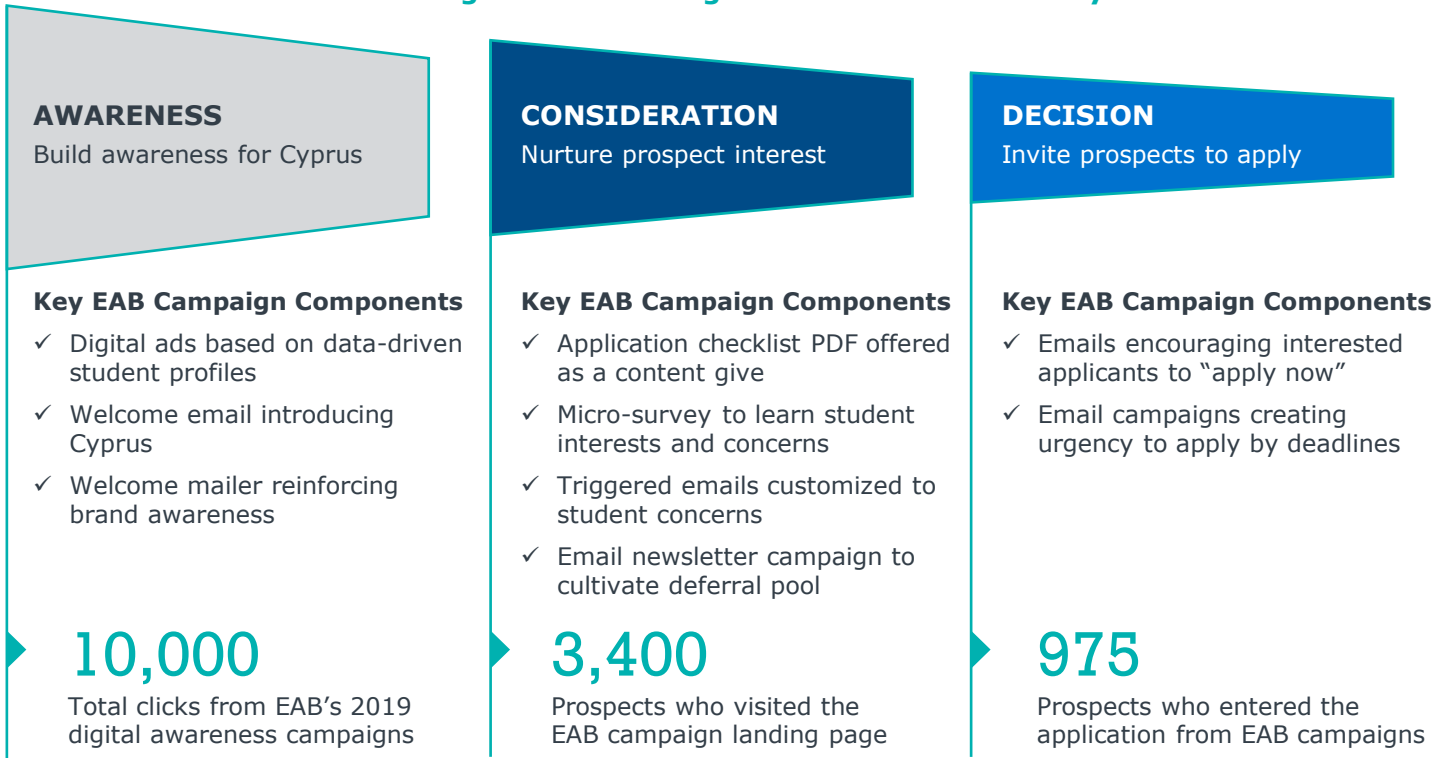 AWARENESS
Build awareness for Cyprus
Key EAB Campaign Components
✓ Digital ads based on data-driven
student profiles
✓ Welcome email introducing
Cyprus
✓ Welcome mailer reinforcing
brand awareness
10,000
Total clicks from EAB's 2019
digital awareness campaigns
CONSIDERATION
Nurture prospect interest
Key EAB Campaign Components
✓ Application checklist PDF offered
as a content give
✓ Micro-survey to learn student
interests and concerns
✓ Triggered emails customized to
student concerns
✓ Email newsletter campaign to
cultivate deferral pool
3,400
Prospects who visited the
EAB campaign landing page
DECISION
Invite prospects to apply
Key EAB Campaign Components
✓ Emails encouraging interested
applicants to “apply now”
✓ Email campaigns creating
urgency to apply by deadlines
975
Prospects who entered the
application from EAB campaigns